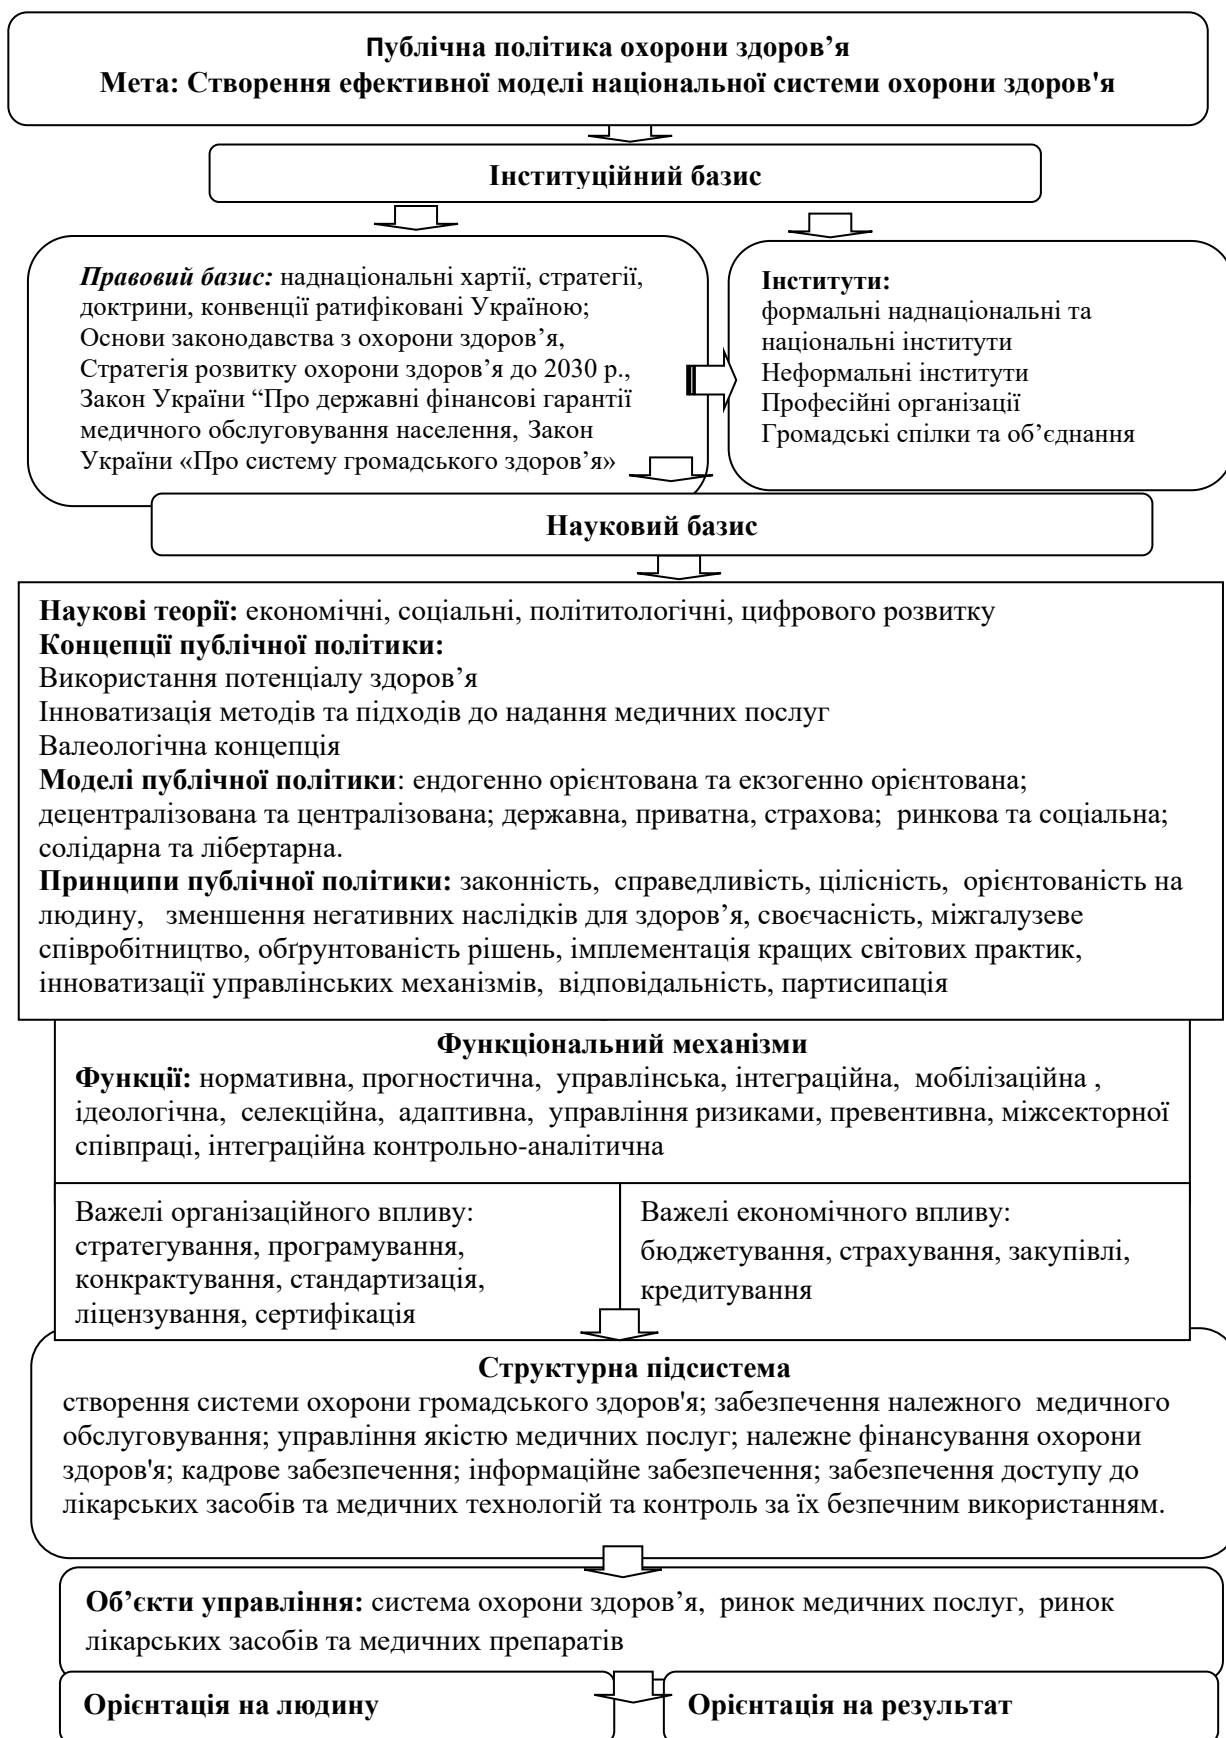 Публічна політика охорони здоров’я
Мета: Створення ефективної моделі національної системи охорони здоров'я
Інституційний базис
Правовий базис: наднаціональні хартії, стратегії,
доктрини, конвенції ратифіковані Україною;
Основи законодавства з охорони здоров’я,
Стратегія розвитку охорони здоров’я до 2030 р.,
Закон України “Про державні фінансові гарантії
медичного обслуговування населення, Закон
України «Про систему громадського здоров’я»
Інститути:
формальні наднаціональні та
національні інститути
Неформальні інститути
Професійні організації
Громадські спілки та об’єднання
Науковий базис
Наукові теорії: економічні, соціальні, політитологічні, цифрового розвитку
Концепції публічної політики:
Використання потенціалу здоров’я
Інноватизація методів та підходів до надання медичних послуг
Валеологічна концепція
Моделі публічної політики: ендогенно орієнтована та екзогенно орієнтована;
децентралізована та централізована; державна, приватна, страхова; ринкова та соціальна;
солідарна та лібертарна.
Принципи публічної політики: законність, справедливість, цілісність, орієнтованість на
людину, зменшення негативних наслідків для здоров’я, своєчасність, міжгалузеве
співробітництво, обґрунтованість рішень, імплементація кращих світових практик,
інноватизації управлінських механізмів, відповідальність, партисипація
Функціональний механізми
Функції: нормативна, прогностична, управлінська, інтеграційна, мобілізаційна ,
ідеологічна, селекційна, адаптивна, управління ризиками, превентивна, міжсекторної
співпраці, інтеграційна контрольно-аналітична
Важелі організаційного впливу:
стратегування, програмування,
конкрактування, стандартизація,
ліцензування, сертифікація
Важелі економічного впливу:
бюджетування, страхування, закупівлі,
кредитування
Структурна підсистема
створення системи охорони громадського здоров'я; забезпечення належного медичного
обслуговування; управління якістю медичних послуг; належне фінансування охорони
здоров'я; кадрове забезпечення; інформаційне забезпечення; забезпечення доступу до
лікарських засобів та медичних технологій та контроль за їх безпечним використанням.
Об’єкти управління: система охорони здоров’я, ринок медичних послуг, ринок
лікарських засобів та медичних препаратів
Орієнтація на людину
Орієнтація на результат